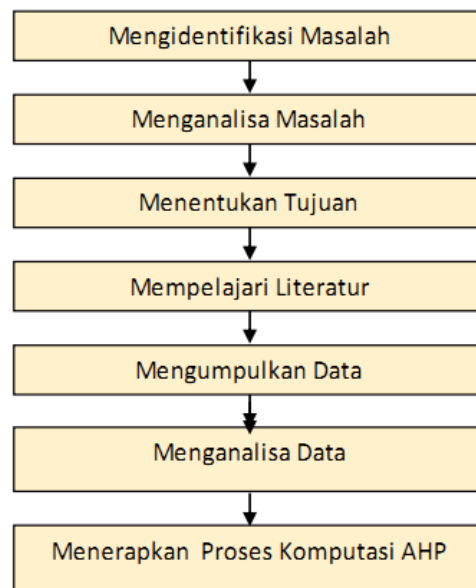 Mengidentifikasi Masalah
Menganalisa Masalah
Menentukan Tujuan
Mempelajari Literatur
Mengumpulkan Data
Menganalisa Data
Menerapkan Proses Komputasi AHP